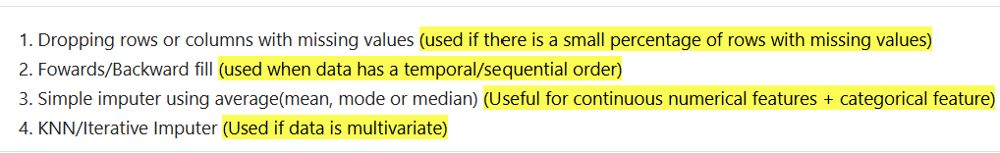 1. Dropping rows or columns with missing values (used if there is a small percentage of rows with missing values)
2. Fowards/Backward fill (used when data has a temporal/sequential order)
3. Simple imputer using average(mean, mode or median) (Useful for continuous numerical features + categorical feature)
4. KNN/Iterative Imputer (Used if data is multivariate)